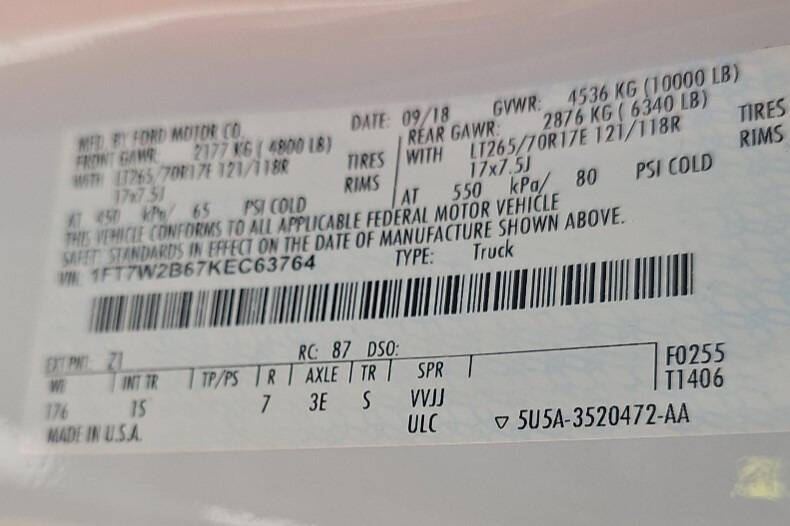 MFD. BY FORD MOTOR CO. DATE: 09/18 GVWR: 4536 KG (10000 LB)
FRONT GAWR: 2177 KG ( 4800 LB) REAR GAWR: 2876 KG ( 6340 LB)
WITH LT265/70R17E 121/118R TIRES WITH LT265/70R17E 121/118R TIRES
17x7.5J RIMS 17x7.5J RIMS
AT 450 kPa/ 65 PSI COLD AT 550 kPa/ 80 PSI COLD
THIS VEHICLE CONFORMS TO ALL APPLICABLE FEDERAL MOTOR VEHICLE
SAFETY STANDARDS IN EFFECT ON THE DATE OF MANUFACTURE SHOWN ABOVE.
VIN: 1FT7W2B67KEC63764 TYPE: Truck
EXT PNT: Z1 RC: 87 DSO: F0255
WB INT TR TP/PS R AXLE TR SPR T1406
176 1S 7 3E S VVJJ
MADE IN U.S.A. ULC ▽ 5U5A-3520472-AA